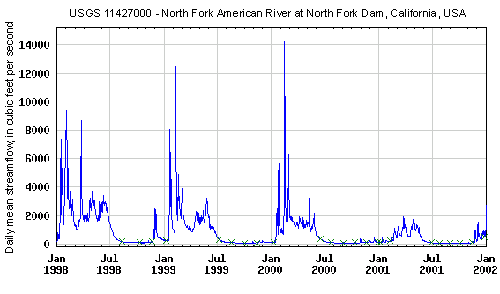 USGS 11427000 - North Fork American River at North Fork Dam, California, USA
Daily mean streamflow, in cubic feet per second
14000
12000
10000
8000
6000
4000
2000
0
Jan Jul Jan Jul Jan Jul Jan Jul Jan
1998 1998 1999 1999 2000 2000 2001 2001 2002